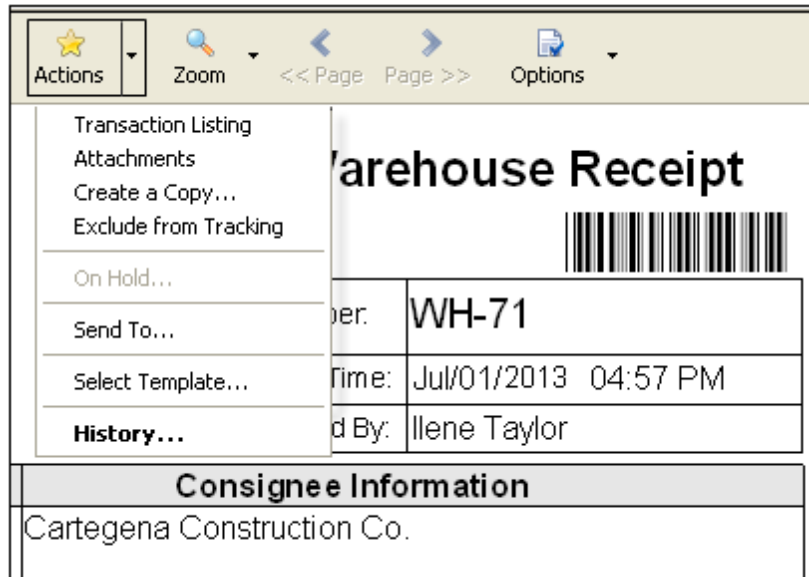 Actions Zoom << Page Page >> Options
Transaction Listing
Attachments
Create a Copy...
Exclude from Tracking
On Hold...
Send To...
Select Template...
History...
Receipt
WH-71
Time: Jul/01/2013 04:57 PM
By: Ilene Taylor
Consignee Information
Cartegena Construction Co.